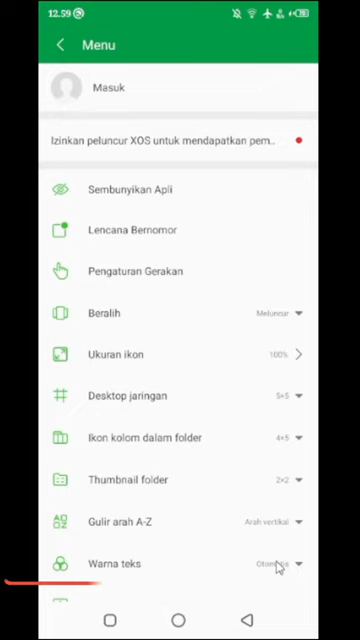 12.59
Menu
Masuk
Izinkan peluncur XOS untuk mendapatkan pem..
Sembunyikan Apli
Lencana Bernomor
Pengaturan Gerakan
Beralih Meluncur
Ukuran ikon 100%
Desktop jaringan 5×5
Ikon kolom dalam folder 4×5
Thumbnail folder 2×2
Gulir arah A-Z Arah vertikal
Warna teks